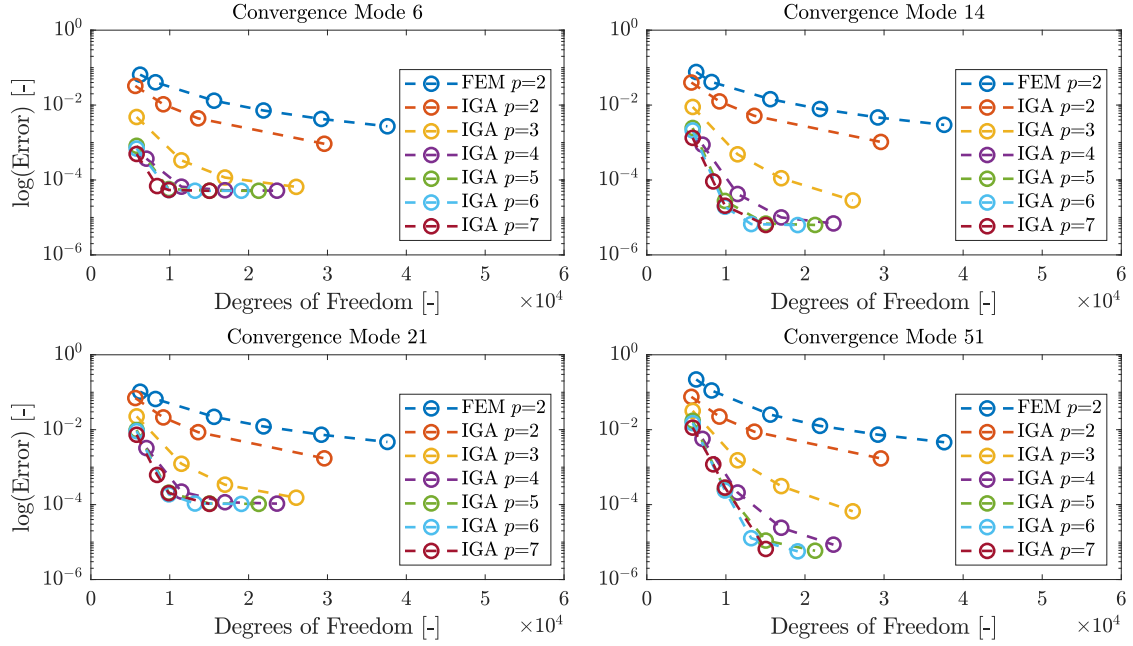 Convergence Mode 6
log(Error) [-]
10^0
10^-2
10^-4
10^-6
0
1
2
3
4
5
6
×10^4
Degrees of Freedom [-]
FEM p=2
IGA p=2
IGA p=3
IGA p=4
IGA p=5
IGA p=6
IGA p=7
Convergence Mode 14
log(Error) [-]
10^0
10^-2
10^-4
10^-6
0
1
2
3
4
5
6
×10^4
Degrees of Freedom [-]
FEM p=2
IGA p=2
IGA p=3
IGA p=4
IGA p=5
IGA p=6
IGA p=7
Convergence Mode 21
log(Error) [-]
10^0
10^-2
10^-4
10^-6
0
1
2
3
4
5
6
×10^4
Degrees of Freedom [-]
FEM p=2
IGA p=2
IGA p=3
IGA p=4
IGA p=5
IGA p=6
IGA p=7
Convergence Mode 51
log(Error) [-]
10^0
10^-2
10^-4
10^-6
0
1
2
3
4
5
6
×10^4
Degrees of Freedom [-]
FEM p=2
IGA p=2
IGA p=3
IGA p=4
IGA p=5
IGA p=6
IGA p=7